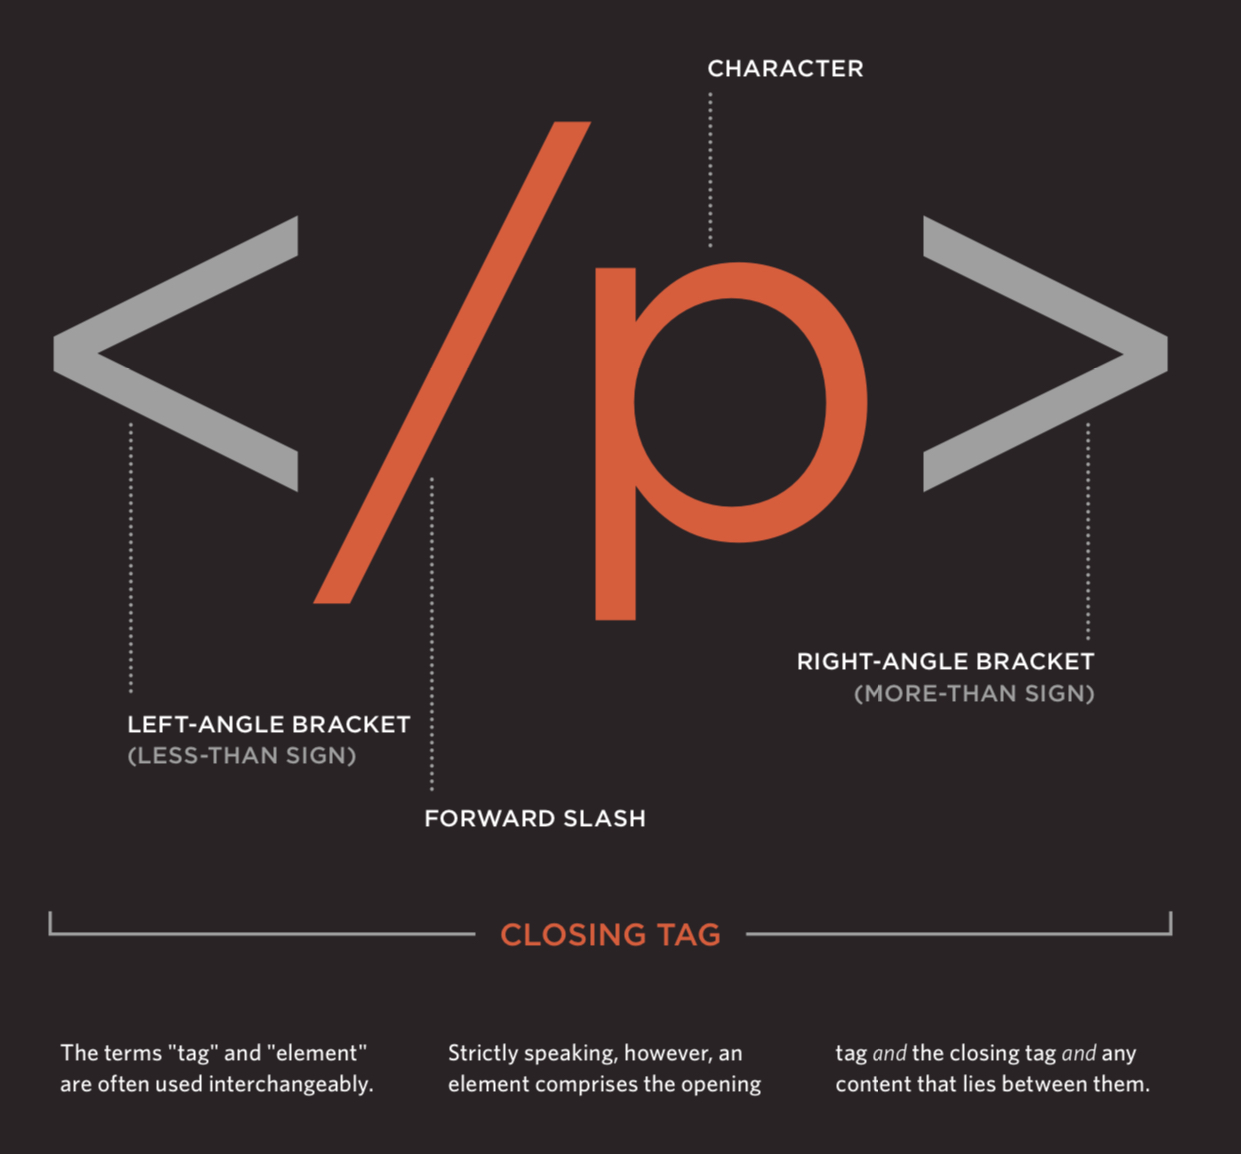 CHARACTER
</p>
RIGHT-ANGLE BRACKET
(MORE-THAN SIGN)
LEFT-ANGLE BRACKET
(LESS-THAN SIGN)
FORWARD SLASH
CLOSING TAG
The terms "tag" and "element"
are often used interchangeably.
Strictly speaking, however, an
element comprises the opening
tag and the closing tag and any
content that lies between them.